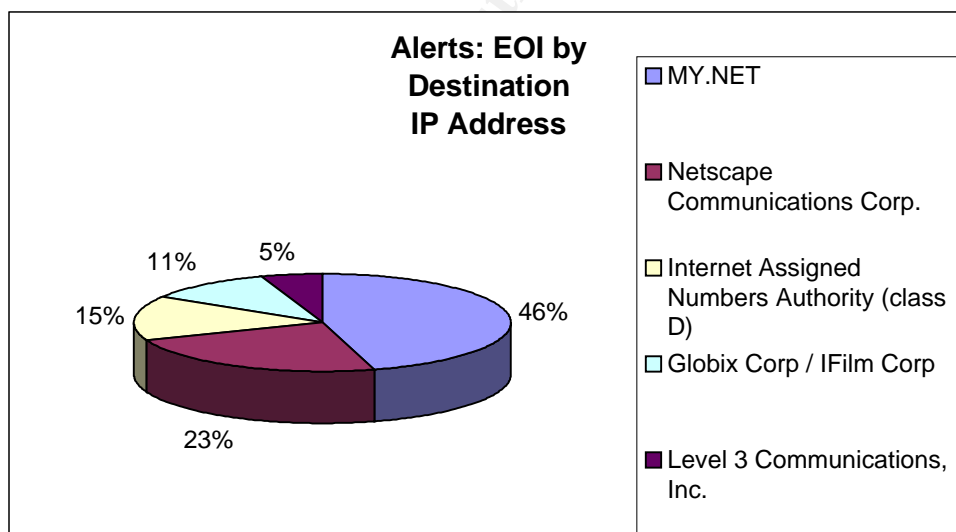 Alerts: EOI by
Destination
IP Address
MY.NET
Netscape
Communications Corp.
Internet Assigned
Numbers Authority (class
D)
Globix Corp / IFilm Corp
Level 3 Communications,
Inc.
5%
11%
15%
46%
23%